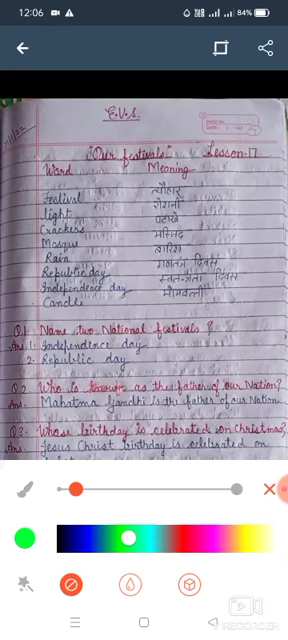 12:06
84%
E.V.S.
"Our festivals" Lesson-17
Word Meaning
Festival त्यौहार
light रोशनी
Crackers पटाखे
Mosque मस्जिद
Rain बारिश
Republic day गणतंत्र दिवस
Independence day स्वतन्त्रता दिवस
Candle मोमबत्ती
Q.1 Name two National festivals?
Ans. 1. Independence day
2. Republic day
Q.2 Who is known as the father of our Nation?
Ans. Mahatma Gandhi is the father of our Nation
Q3. Whose birthday is celebrated on Christmas?
Ans. Jesus Christ birthday is celebrated on
RECORDER